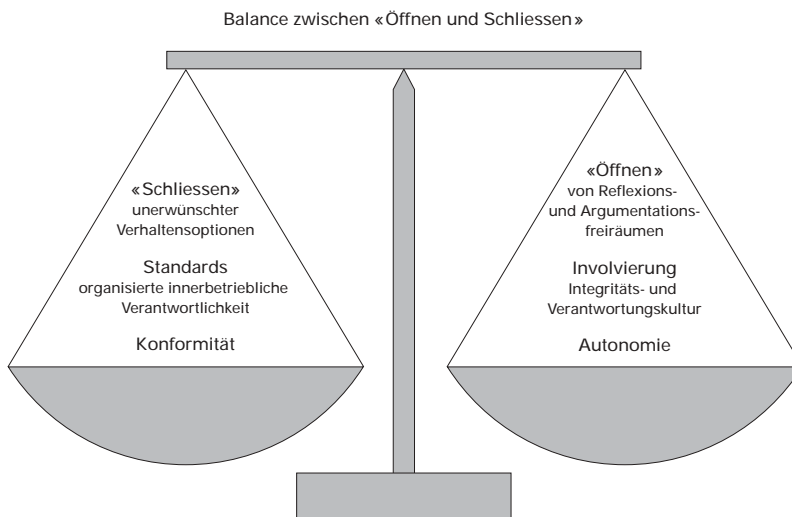 Balance zwischen «Öffnen und Schliessen»
«Schliessen»
unerwünschter
Verhaltensoptionen
Standards
organisierte innerbetriebliche
Verantwortlichkeit
Konformität
«Öffnen»
von Reflexions-
und Argumentations-
freiräumen
Involvierung
Integritäts- und
Verantwortungskultur
Autonomie